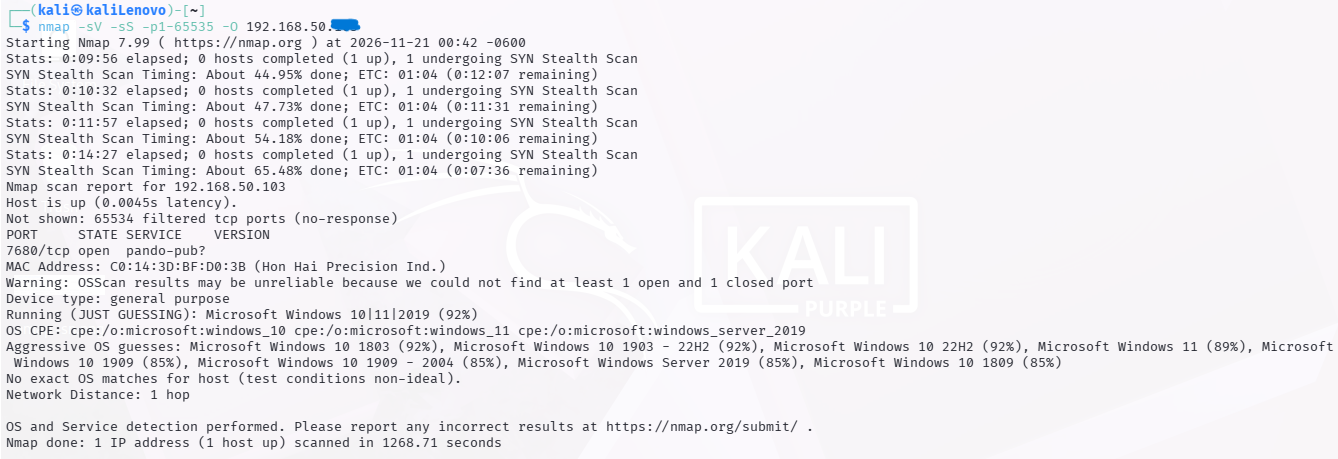 ┌──(kali㉿kaliLenovo)-[~]
└─$ nmap -sV -sS -p1-65535 -O 192.168.50.
Starting Nmap 7.99 ( https://nmap.org ) at 2026-11-21 00:42 -0600
Stats: 0:09:56 elapsed; 0 hosts completed (1 up), 1 undergoing SYN Stealth Scan
SYN Stealth Scan Timing: About 44.95% done; ETC: 01:04 (0:12:07 remaining)
Stats: 0:10:32 elapsed; 0 hosts completed (1 up), 1 undergoing SYN Stealth Scan
SYN Stealth Scan Timing: About 47.73% done; ETC: 01:04 (0:11:31 remaining)
Stats: 0:11:57 elapsed; 0 hosts completed (1 up), 1 undergoing SYN Stealth Scan
SYN Stealth Scan Timing: About 54.18% done; ETC: 01:04 (0:10:06 remaining)
Stats: 0:14:27 elapsed; 0 hosts completed (1 up), 1 undergoing SYN Stealth Scan
SYN Stealth Scan Timing: About 65.48% done; ETC: 01:04 (0:07:36 remaining)
Nmap scan report for 192.168.50.103
Host is up (0.0045s latency).
Not shown: 65534 filtered tcp ports (no-response)
PORT     STATE SERVICE    VERSION
7680/tcp open  pando-pub?
MAC Address: C0:14:3D:BF:D0:3B (Hon Hai Precision Ind.)
Warning: OSScan results may be unreliable because we could not find at least 1 open and 1 closed port
Device type: general purpose
Running (JUST GUESSING): Microsoft Windows 10|11|2019 (92%)
OS CPE: cpe:/o:microsoft:windows_10 cpe:/o:microsoft:windows_11 cpe:/o:microsoft:windows_server_2019
Aggressive OS guesses: Microsoft Windows 10 1803 (92%), Microsoft Windows 10 1903 - 22H2 (92%), Microsoft Windows 10 22H2 (92%), Microsoft Windows 11 (89%), Microsoft
 Windows 10 1909 (85%), Microsoft Windows 10 1909 - 2004 (85%), Microsoft Windows Server 2019 (85%), Microsoft Windows 10 1809 (85%)
No exact OS matches for host (test conditions non-ideal).
Network Distance: 1 hop

OS and Service detection performed. Please report any incorrect results at https://nmap.org/submit/ .
Nmap done: 1 IP address (1 host up) scanned in 1268.71 seconds
KALI
PURPLE